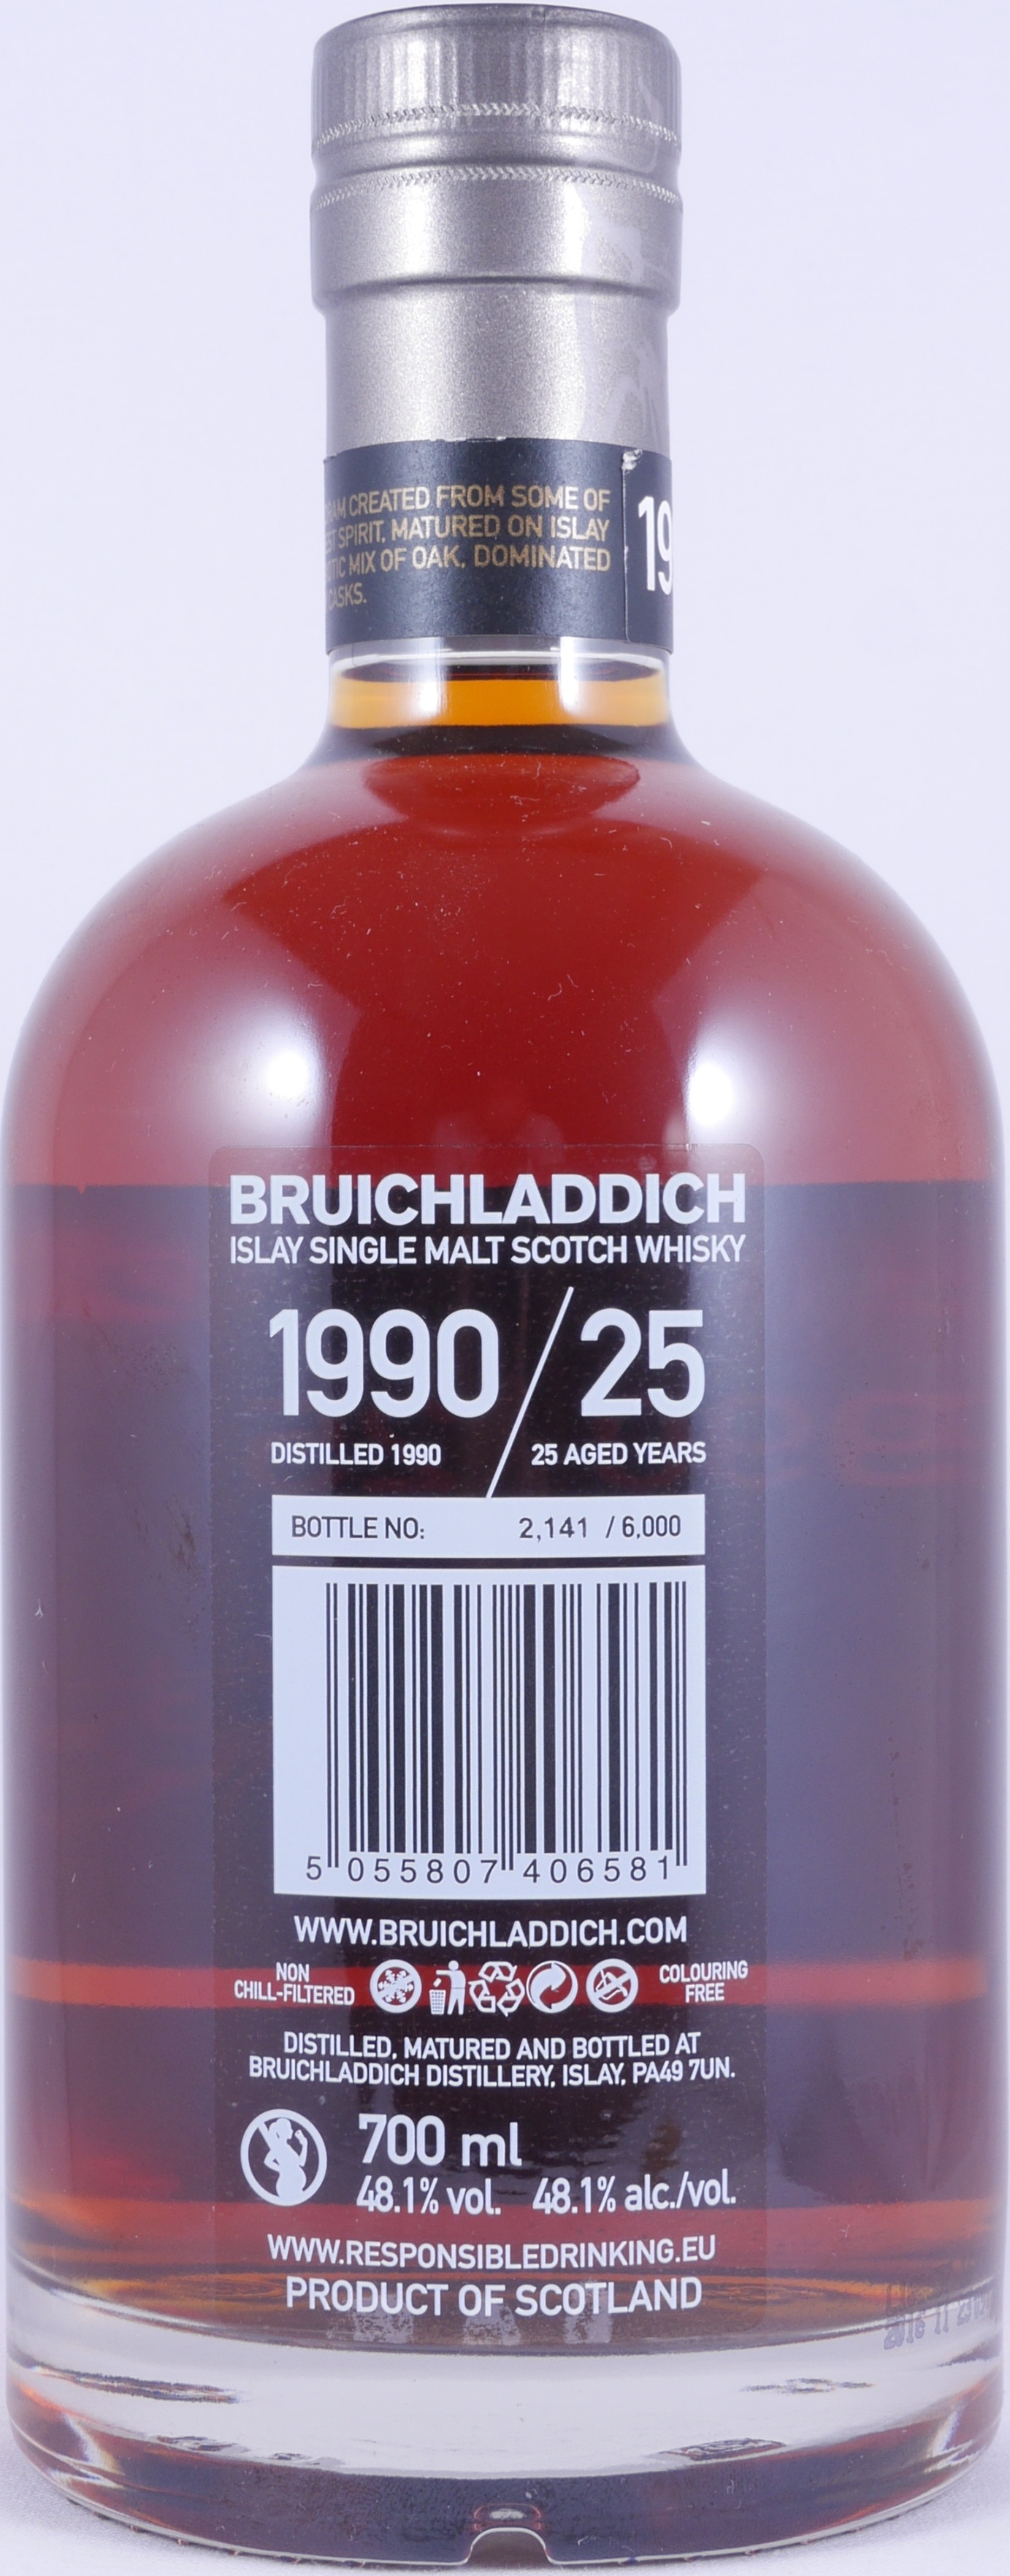 CREATED FROM SOME OF
SPIRIT, MATURED ON ISLAY
MIX OF OAK, DOMINATED
CASKS.
19
BRUICHLADDICH
ISLAY SINGLE MALT SCOTCH WHISKY
1990/25
DISTILLED 1990 25 AGED YEARS
BOTTLE NO: 2,141 / 6,000
5 055807 406581
WWW.BRUICHLADDICH.COM
NON
CHILL-FILTERED
COLOURING
FREE
DISTILLED, MATURED AND BOTTLED AT
BRUICHLADDICH DISTILLERY, ISLAY, PA49 7UN.
700 ml
48.1% vol. 48.1% alc./vol.
WWW.RESPONSIBLEDRINKING.EU
PRODUCT OF SCOTLAND